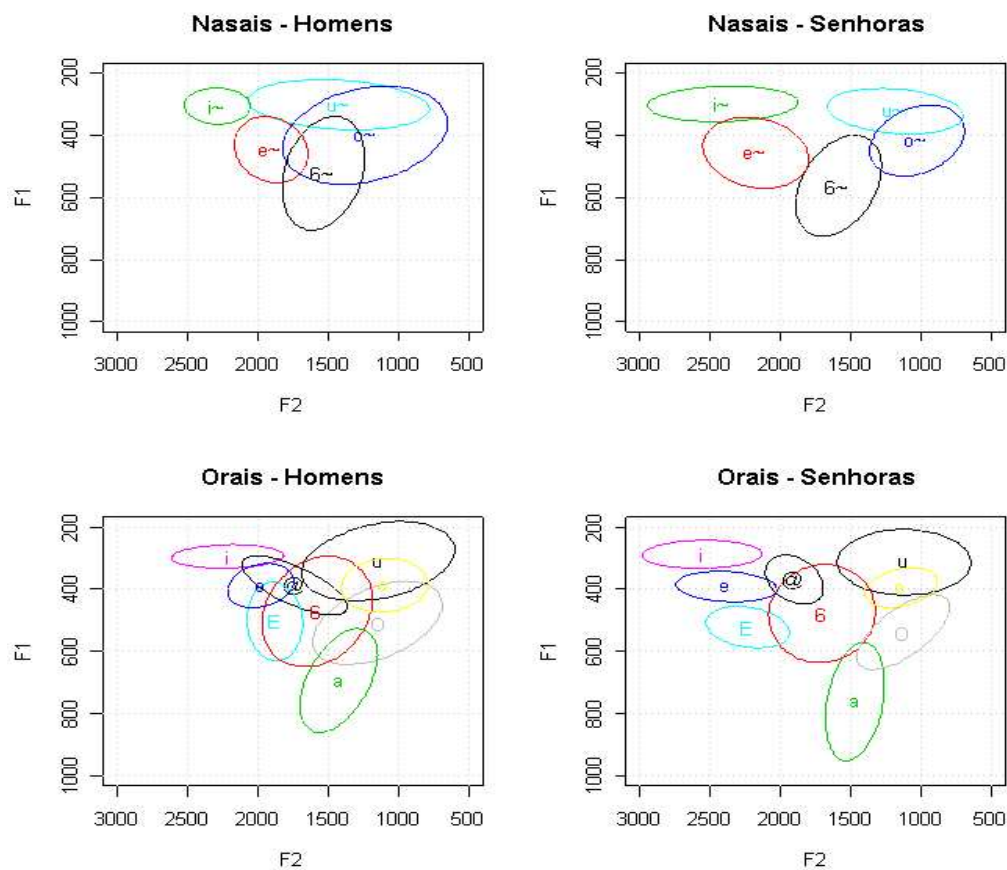 Nasais - Homens
200
400
600
800
1000
F1
i~
u~
o~
e~
6~
3000 2500 2000 1500 1000 500
F2
Nasais - Senhoras
200
400
600
800
1000
F1
i~
u~
o~
e~
6~
3000 2500 2000 1500 1000 500
F2
Orais - Homens
200
400
600
800
1000
F1
i
u
e
@
o
6
E
O
a
3000 2500 2000 1500 1000 500
F2
Orais - Senhoras
200
400
600
800
1000
F1
i
u
@
e
o
6
E
O
a
3000 2500 2000 1500 1000 500
F2